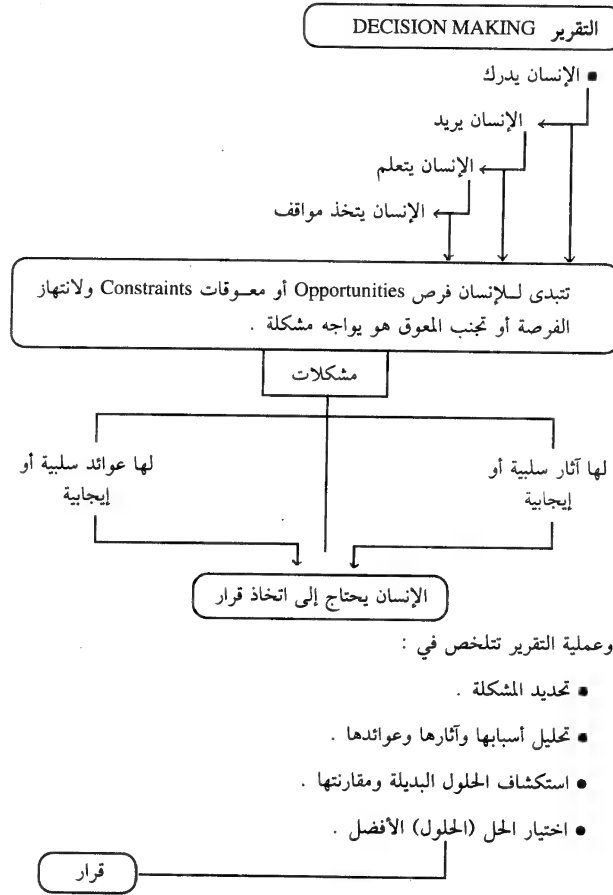 التقرير DECISION MAKING
• الإنسان يدرك
الإنسان يريد
الإنسان يتعلم
الإنسان يتخذ مواقف
تتبدى للإنسان فرص Opportunities أو معوقات Constraints ولانتهاز
الفرصة أو تجنب المعوق هو يواجه مشكلة .
مشكلات
لها آثار سلبية أو
إيجابية
لها عوائد سلبية أو
إيجابية
الإنسان يحتاج إلى اتخاذ قرار
وعملية التقرير تتلخص في :
• تحديد المشكلة .
• تحليل أسبابها وآثارها وعوائدها .
• استكشاف الحلول البديلة ومقارنتها .
• اختيار الحل (الحلول) الأفضل .
قرار